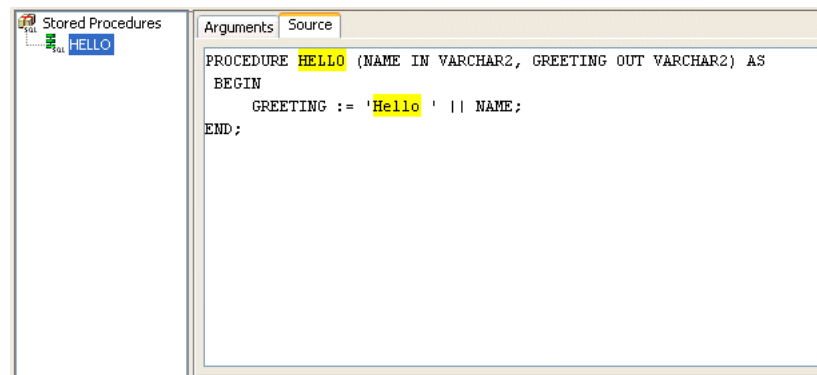 Stored Procedures
HELLO
Arguments Source
PROCEDURE HELLO (NAME IN VARCHAR2, GREETING OUT VARCHAR2) AS
BEGIN
GREETING := 'Hello ' || NAME;
END;